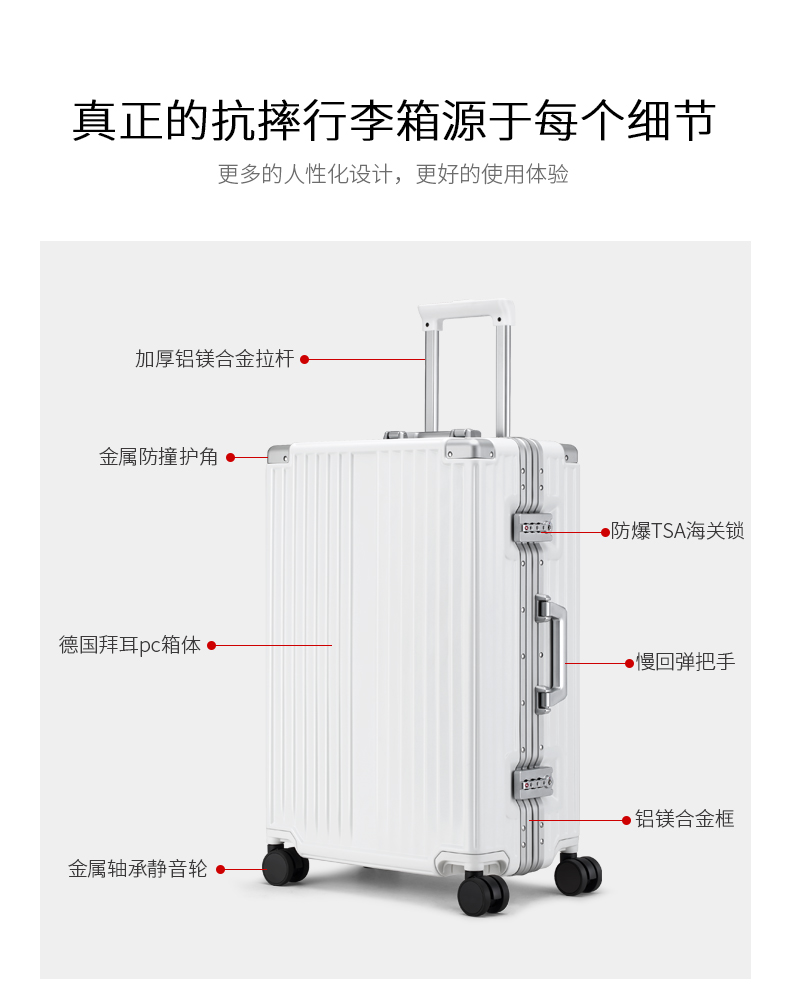 真正的抗摔行李箱源于每个细节
更多的人性化设计，更好的使用体验
加厚铝镁合金拉杆
金属防撞护角
防爆TSA海关锁
德国拜耳pc箱体
慢回弹把手
铝镁合金框
金属轴承静音轮